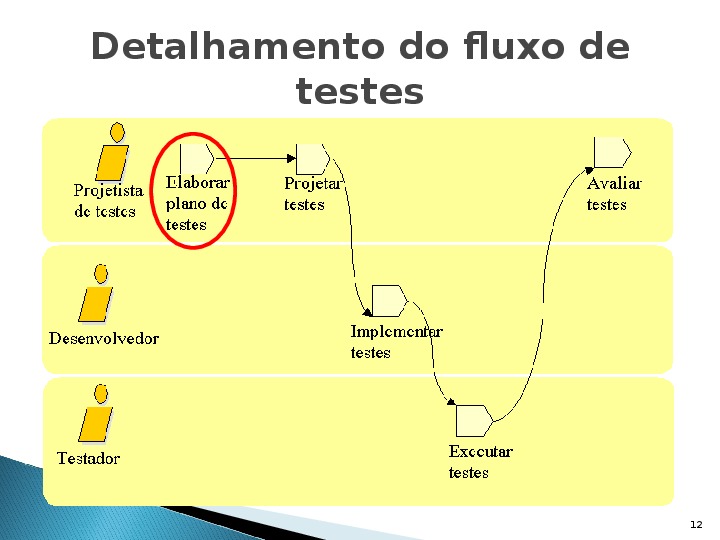 Detalhamento do fluxo de
testes
Projetista
de testes
Elaborar
plano de
testes
Projetar
testes
Avaliar
testes
Desenvolvedor
Implementar
testes
Testador
Executar
testes
12